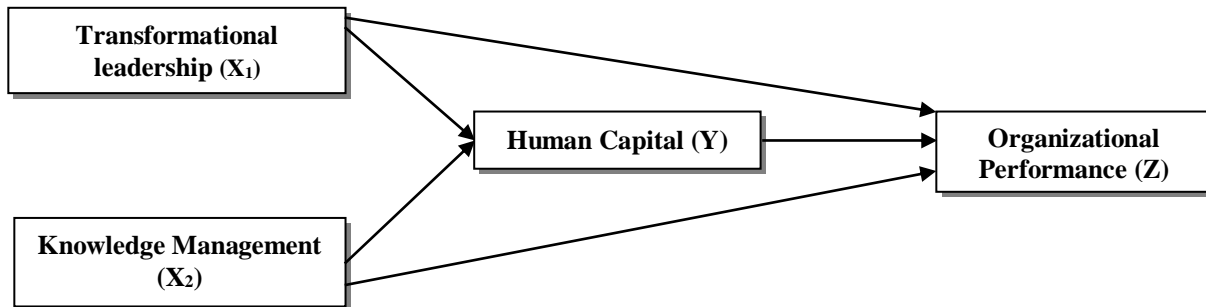 Transformational
leadership (X₁)
Human Capital (Y)
Organizational
Performance (Z)
Knowledge Management
(X₂)